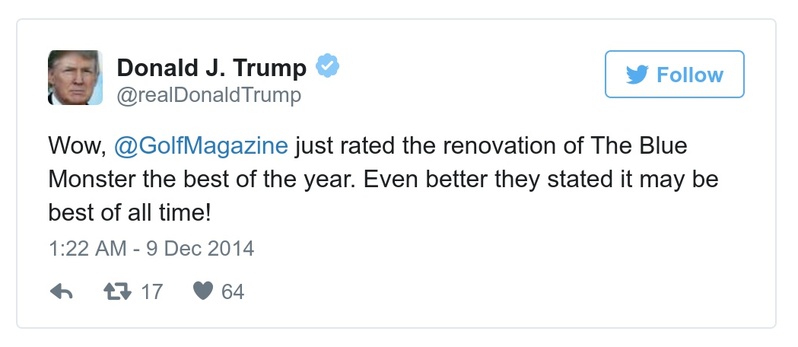 Donald J. Trump
@realDonaldTrump
Follow
Wow, @GolfMagazine just rated the renovation of The Blue
Monster the best of the year. Even better they stated it may be
best of all time!
1:22 AM - 9 Dec 2014
17 64